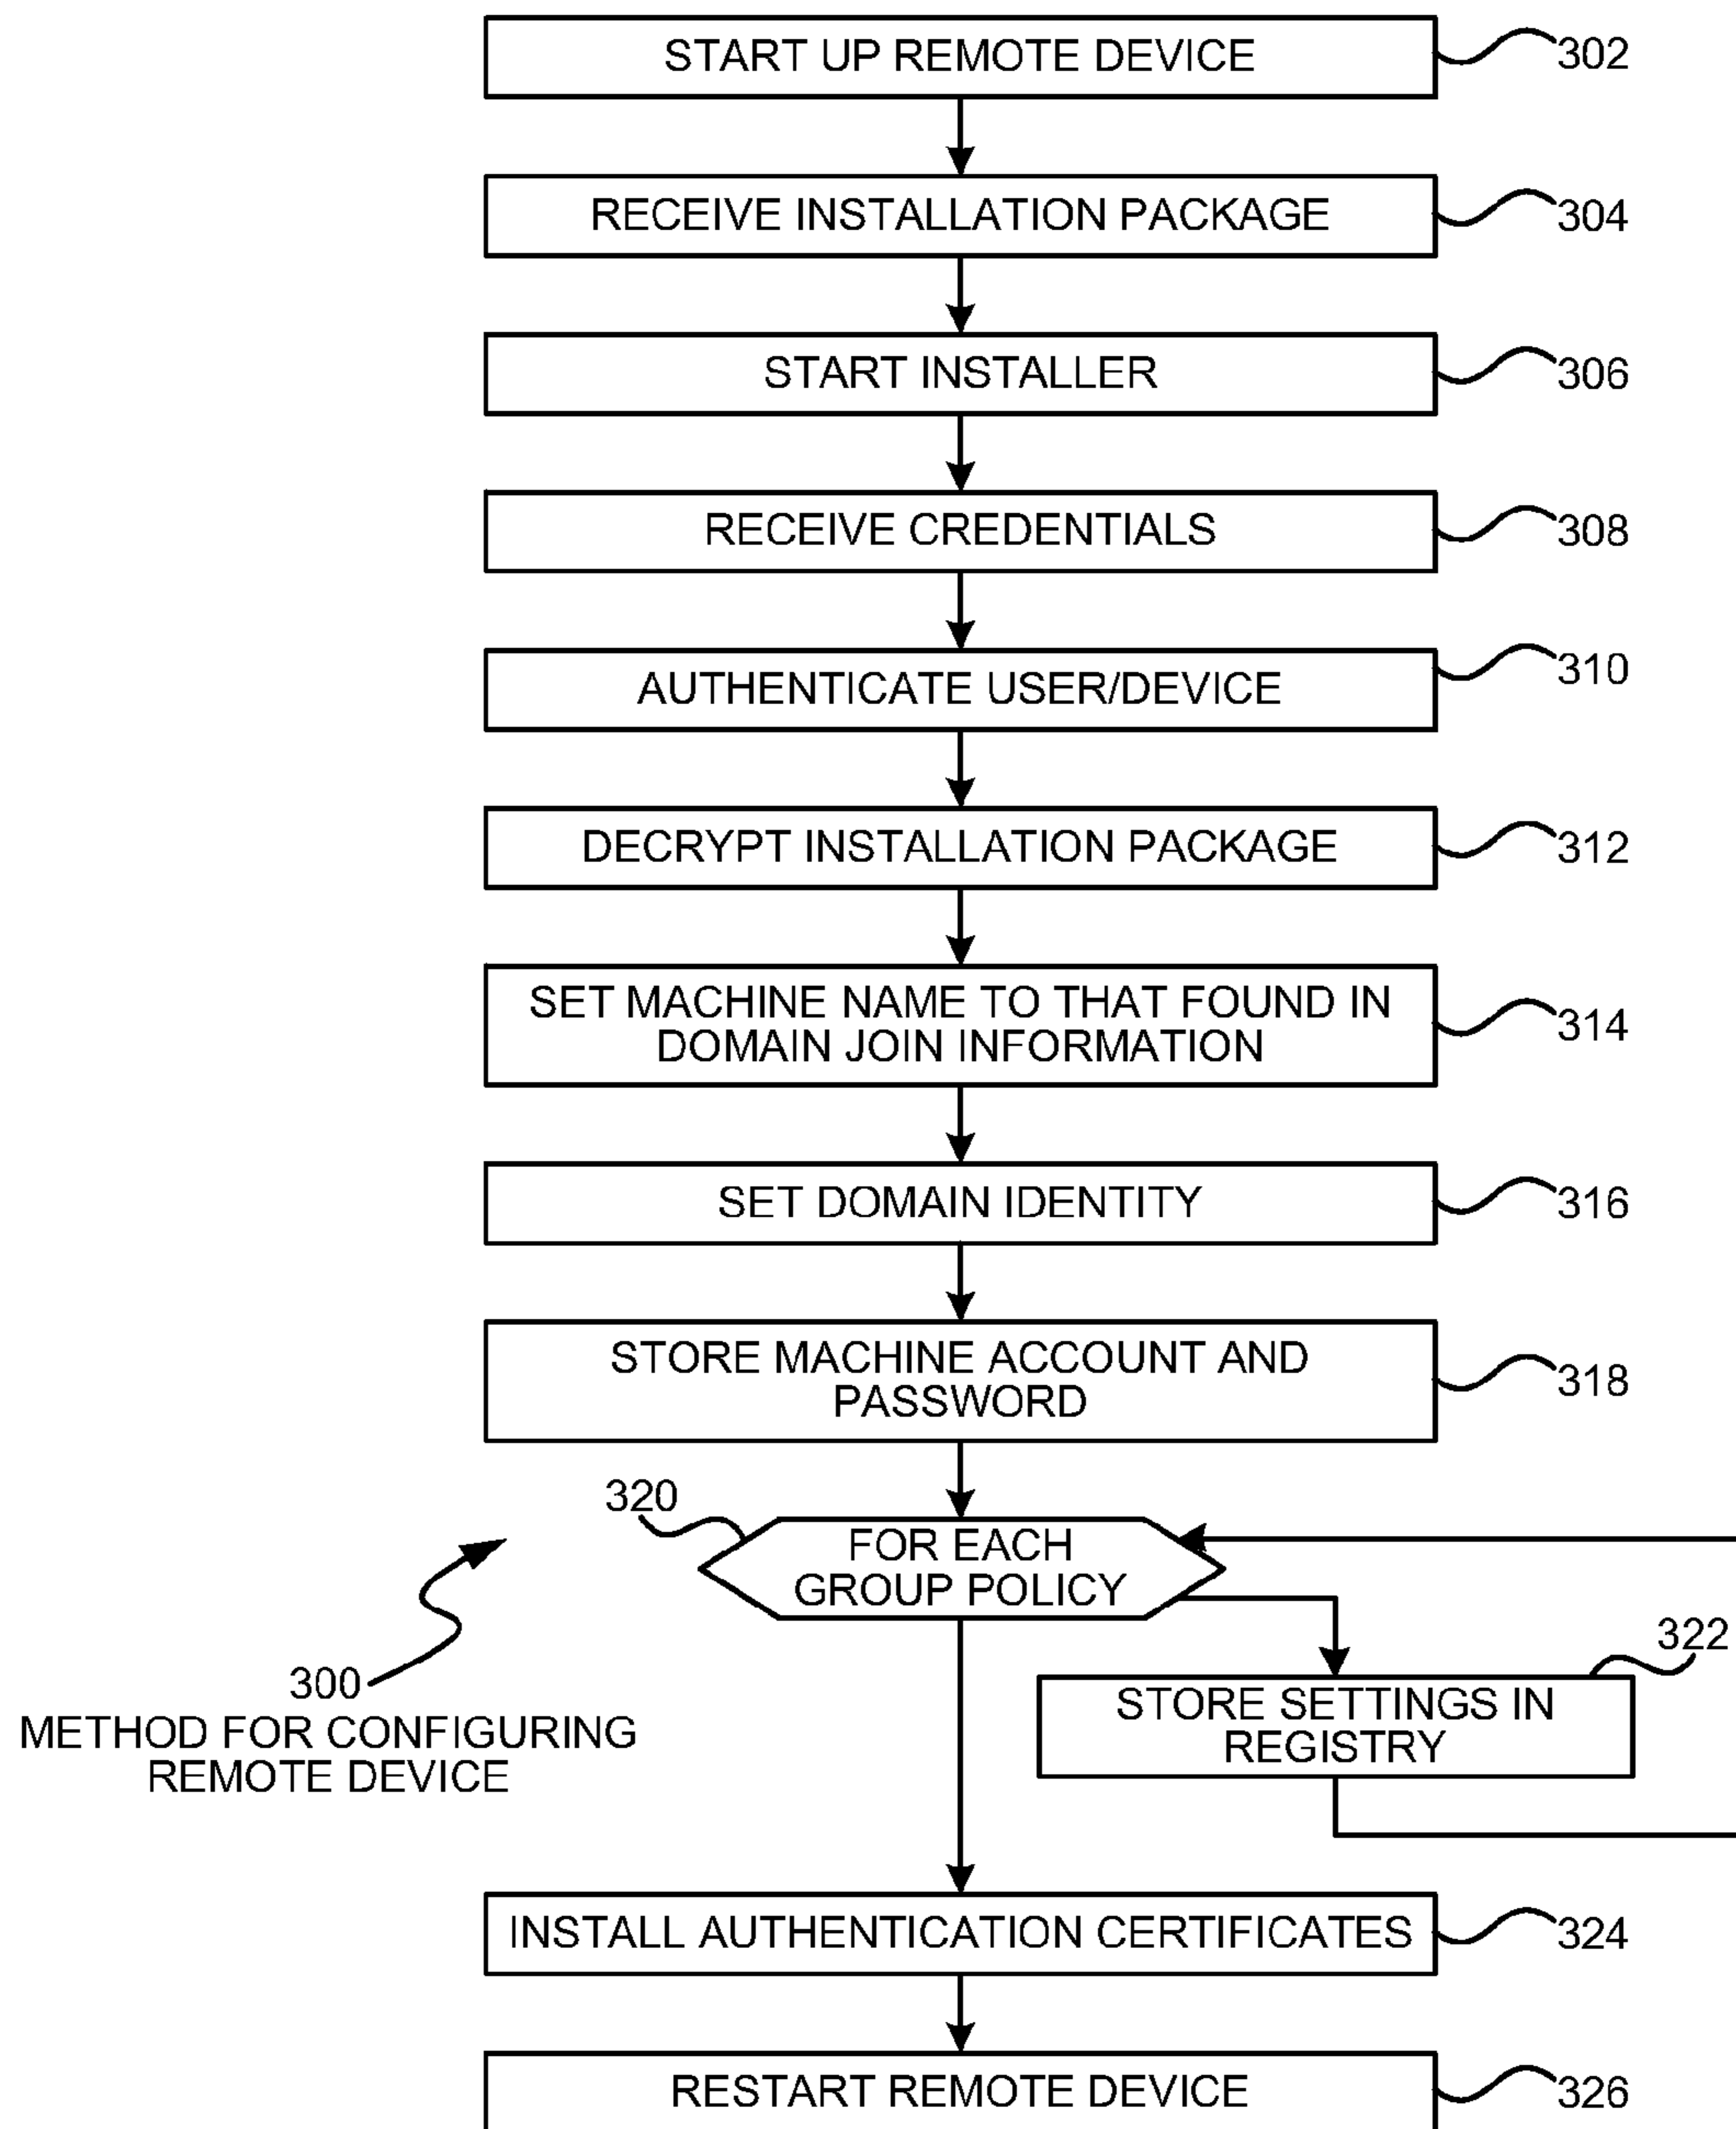 START UP REMOTE DEVICE
302
RECEIVE INSTALLATION PACKAGE
304
START INSTALLER
306
RECEIVE CREDENTIALS
308
AUTHENTICATE USER/DEVICE
310
DECRYPT INSTALLATION PACKAGE
312
SET MACHINE NAME TO THAT FOUND IN
DOMAIN JOIN INFORMATION
314
SET DOMAIN IDENTITY
316
STORE MACHINE ACCOUNT AND
PASSWORD
318
320
FOR EACH
GROUP POLICY
322
STORE SETTINGS IN
REGISTRY
300
METHOD FOR CONFIGURING
REMOTE DEVICE
INSTALL AUTHENTICATION CERTIFICATES
324
RESTART REMOTE DEVICE
326